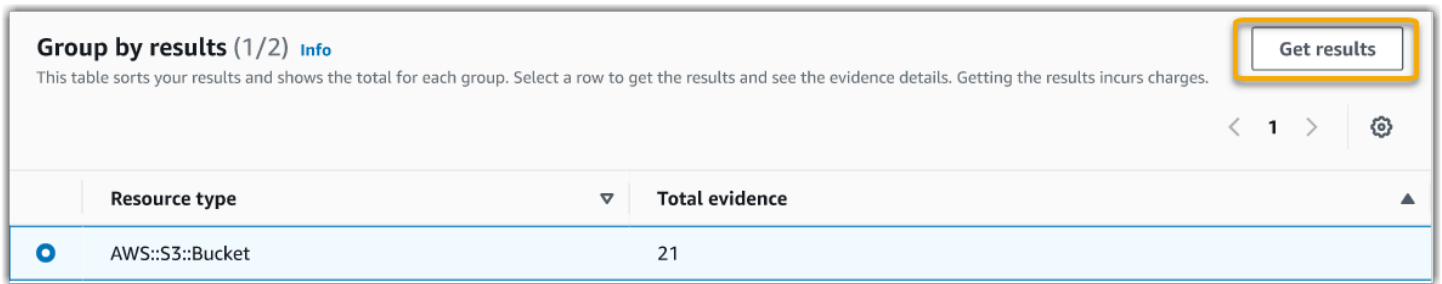 Group by results (1/2) Info
Get results
This table sorts your results and shows the total for each group. Select a row to get the results and see the evidence details. Getting the results incurs charges.
1
Resource type Total evidence
AWS::S3::Bucket 21